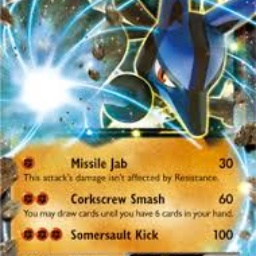 Missile Jab 30
This attack's damage isn't affected by Resistance.
Corkscrew Smash 60
You may draw cards until you have 6 cards in your hand.
Somersault Kick 100